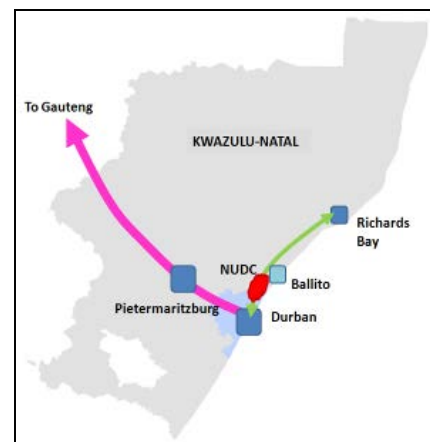 To Gauteng
KWAZULU-NATAL
Richards
Bay
NUDC
Ballito
Pietermaritzburg
Durban